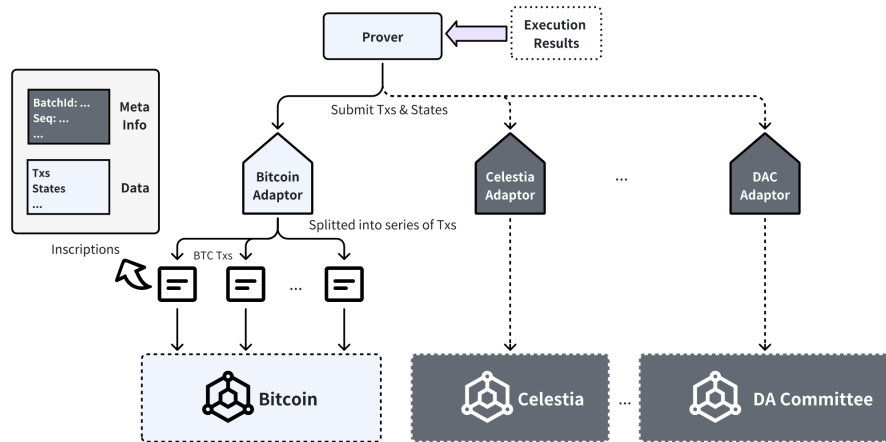 Prover
Execution
Results
BatchId: ...
Seq: ...
...
Meta
Info
Txs
States
...
Data
Inscriptions
Submit Txs & States
Bitcoin
Adaptor
Celestia
Adaptor
...
DAC
Adaptor
Splitted into series of Txs
BTC Txs
...
Bitcoin
Celestia
...
DA Committee